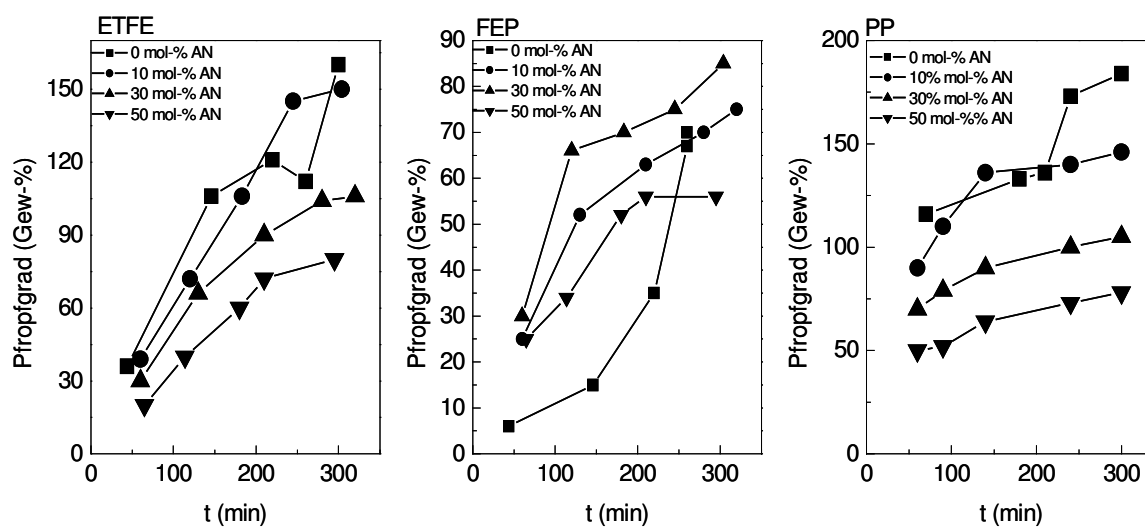 ETFE
0 mol-% AN
10 mol-% AN
30 mol-% AN
50 mol-% AN
Pfropfgrad (Gew-%)
150
120
90
60
30
0
0 100 200 300
t (min)
FEP
0 mol-% AN
10 mol-% AN
30 mol-% AN
50 mol-% AN
Pfropfgrad (Gew-%)
90
80
70
60
50
40
30
20
10
0
0 100 200 300
t (min)
PP
0 mol-% AN
10% mol-% AN
30% mol-% AN
50 mol-%% AN
Pfropfgrad (Gew-%)
200
150
100
50
0
0 100 200 300
t (min)